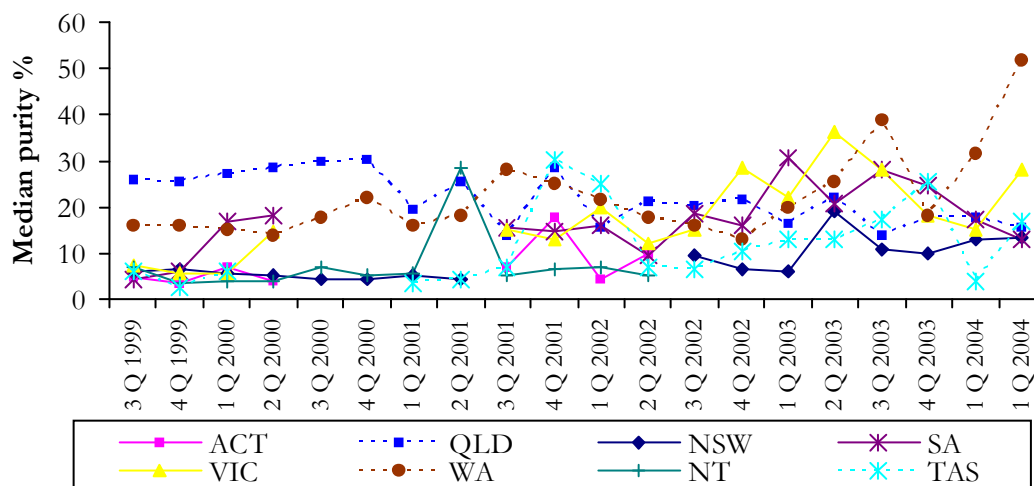 60
50
40
30
20
10
0
Median purity %
3 Q 1999
4 Q 1999
1 Q 2000
2 Q 2000
3 Q 2000
4 Q 2000
1 Q 2001
2 Q 2001
3 Q 2001
4 Q 2001
1 Q 2002
2 Q 2002
3 Q 2002
4 Q 2002
1 Q 2003
2 Q 2003
3 Q 2003
4 Q 2003
1 Q 2004
1 Q 2004
ACT QLD NSW SA
VIC WA NT TAS